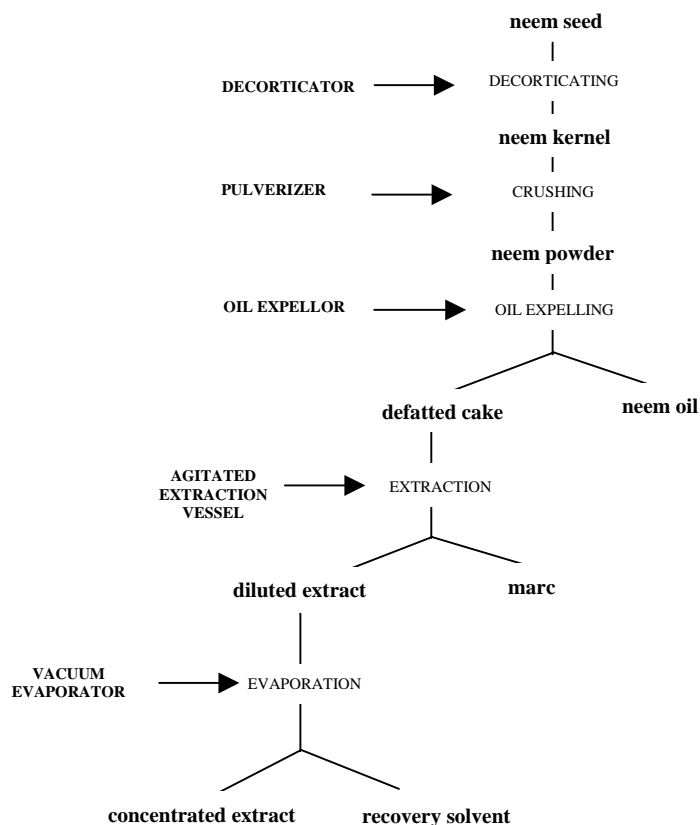 neem seed
DECORTICATOR
DECORTICATING
neem kernel
PULVERIZER
CRUSHING
neem powder
OIL EXPELLOR
OIL EXPELLING
defatted cake
neem oil
AGITATED
EXTRACTION
VESSEL
EXTRACTION
diluted extract
marc
VACUUM
EVAPORATOR
EVAPORATION
concentrated extract
recovery solvent